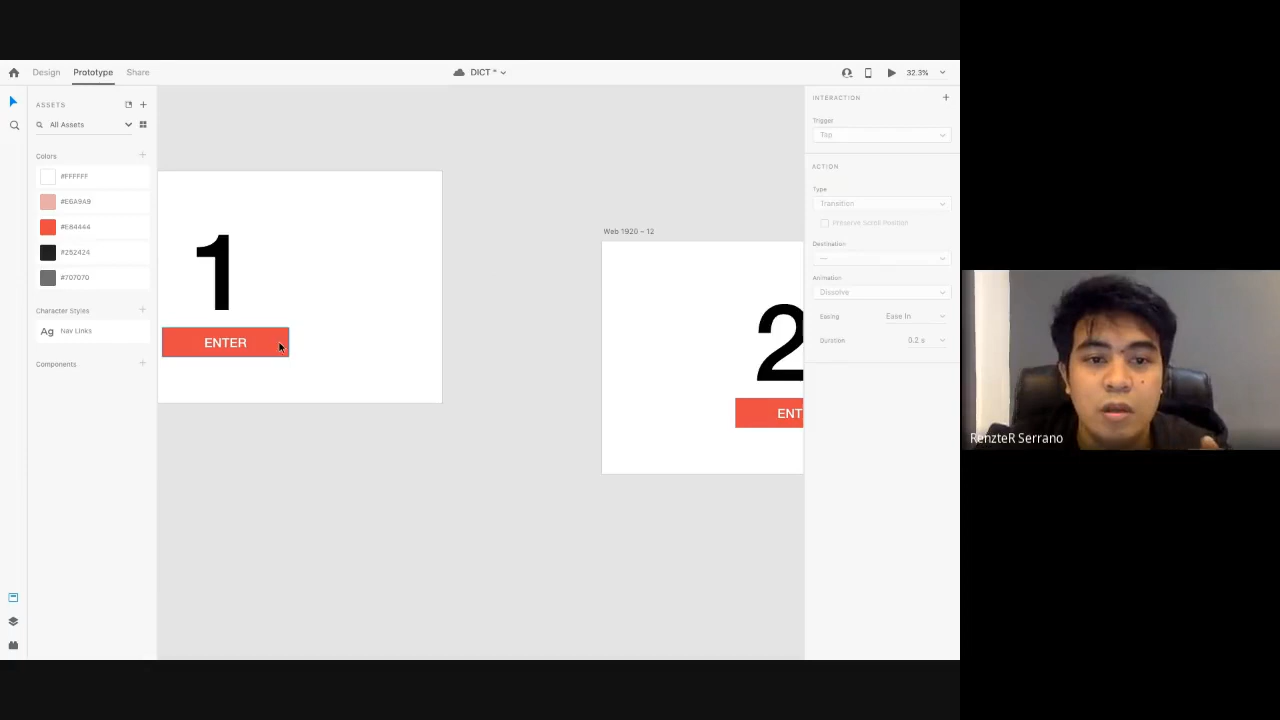 Design Prototype Share
DICT *
32.3%
ASSETS
All Assets
Colors
#FFFFFF
#E6A9A9
#E84444
#252424
#707070
Character Styles
Ag Nav Links
Components
1
ENTER
Web 1920 – 12
2
ENT
INTERACTION
Trigger
Tap
ACTION
Type
Transition
Preserve Scroll Position
Destination
—
Animation
Dissolve
Easing Ease In
Duration 0.2 s
RenzteR Serrano